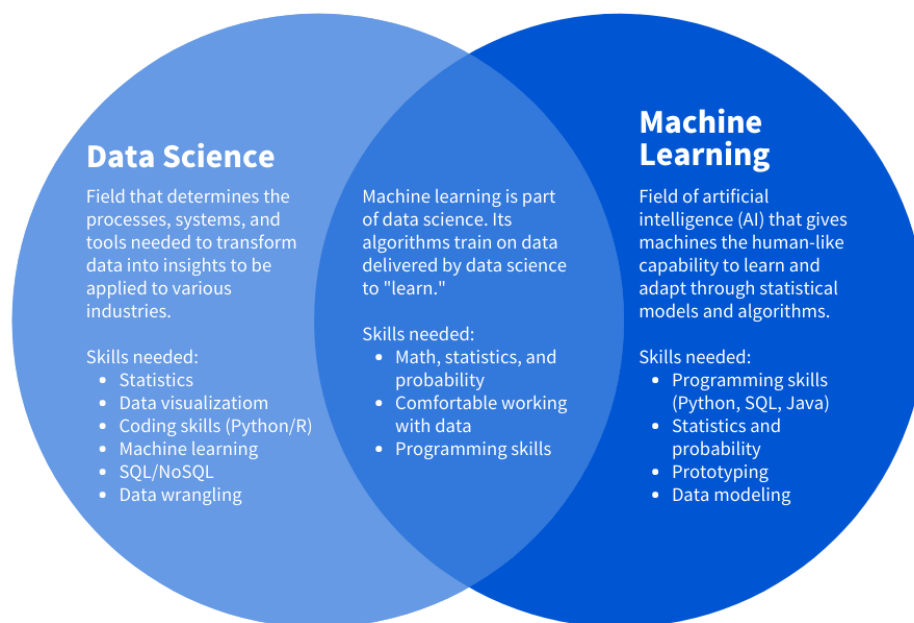 Data Science
Field that determines the
processes, systems, and
tools needed to transform
data into insights to be
applied to various
industries.
Skills needed:
• Statistics
• Data visualizatiom
• Coding skills (Python/R)
• Machine learning
• SQL/NoSQL
• Data wrangling
Machine learning is part
of data science. Its
algorithms train on data
delivered by data science
to "learn."
Skills needed:
• Math, statistics, and
probability
• Comfortable working
with data
• Programming skills
Machine
Learning
Field of artificial
intelligence (AI) that gives
machines the human-like
capability to learn and
adapt through statistical
models and algorithms.
Skills needed:
• Programming skills
(Python, SQL, Java)
• Statistics and
probability
• Prototyping
• Data modeling